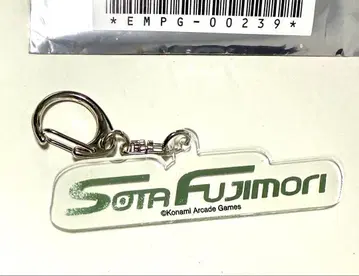 *EMPG-00239*
SOTA FUJIMORI
©Konami Arcade Games